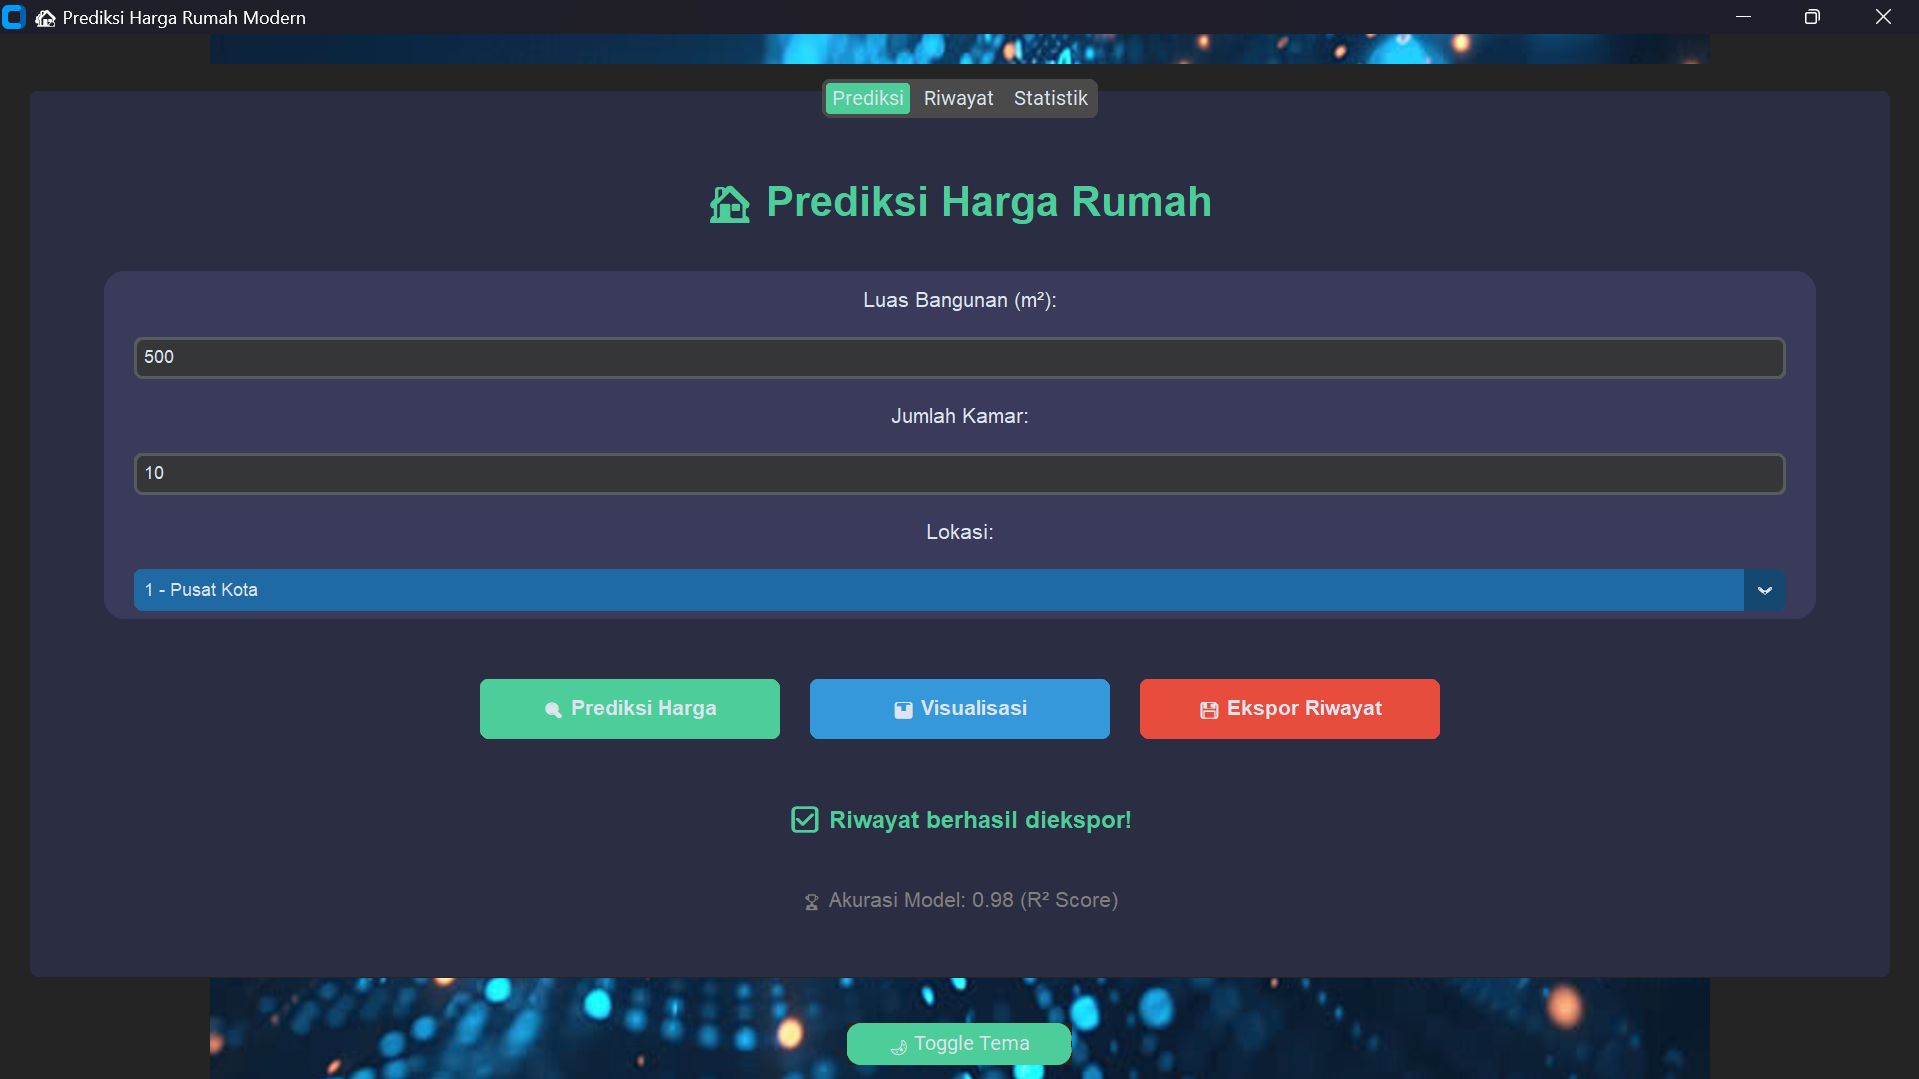 Prediksi Harga Rumah Modern
Prediksi Riwayat Statistik
Prediksi Harga Rumah
Luas Bangunan (m²):
500
Jumlah Kamar:
10
Lokasi:
1 - Pusat Kota
Prediksi Harga Visualisasi Ekspor Riwayat
Riwayat berhasil diekspor!
Akurasi Model: 0.98 (R² Score)
Toggle Tema